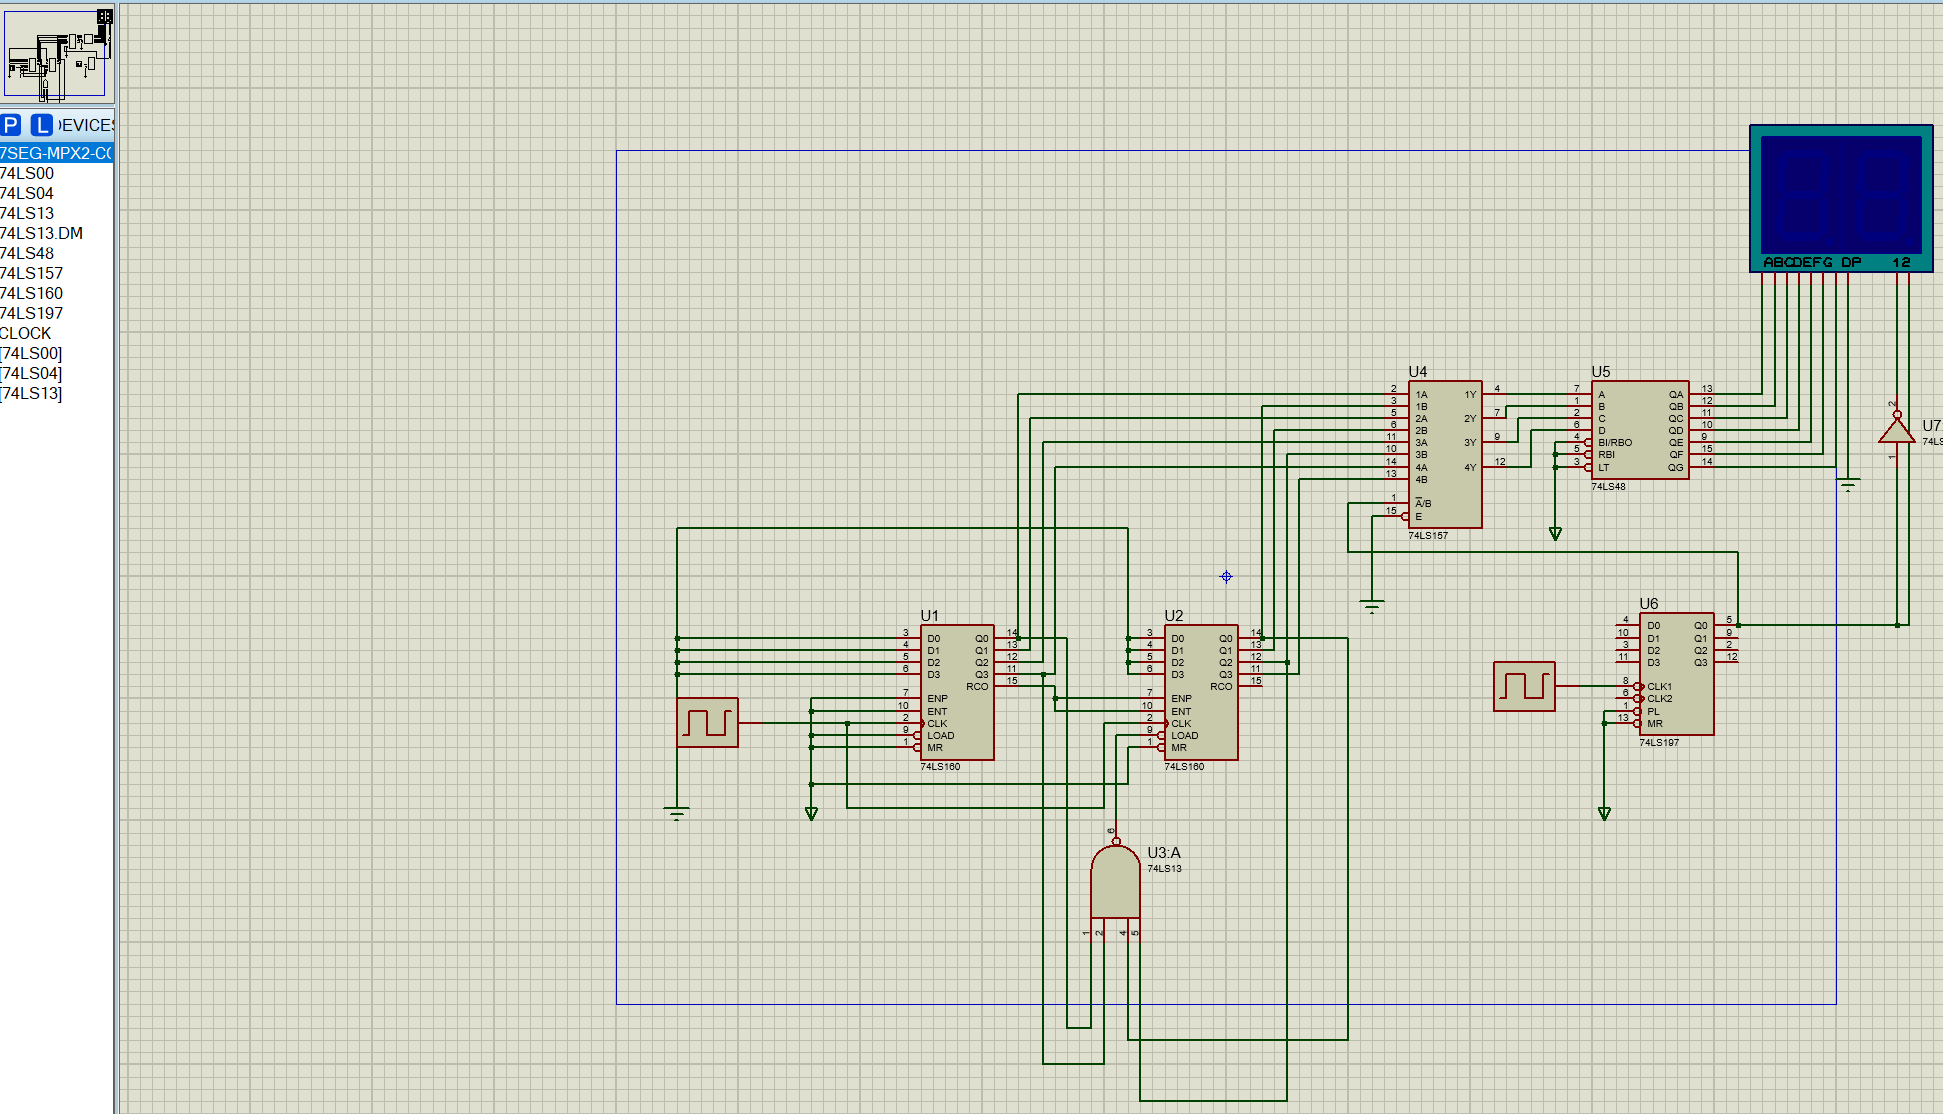 P L )EVICES
7SEG-MPX2-CC
74LS00
74LS04
74LS13
74LS13.DM
74LS48
74LS157
74LS160
74LS197
CLOCK
[74LS00]
[74LS04]
[74LS13]
ABCDEFG DP 12
U4
2 1A 1Y 4
3 1B
5 2A 2Y 7
6 2B
11 3A 3Y 9
10 3B
14 4A 4Y 12
13 4B
1 A/B
15 E
74LS157
U5
7 A QA 13
1 B QB 12
2 C QC 11
6 D QD 10
4 BI/RBO QE 9
5 RBI QF 15
3 LT QG 14
74LS48
2
U7
74LS
1
U1
3 D0 Q0 14
4 D1 Q1 13
5 D2 Q2 12
6 D3 Q3 11
RCO 15
7 ENP
10 ENT
2 CLK
9 LOAD
1 MR
74LS160
U2
3 D0 Q0 14
4 D1 Q1 13
5 D2 Q2 12
6 D3 Q3 11
RCO 15
7 ENP
10 ENT
2 CLK
9 LOAD
1 MR
74LS160
U6
4 D0 Q0 5
10 D1 Q1 9
3 D2 Q2 2
11 D3 Q3 12
8 CLK1
6 CLK2
1 PL
13 MR
74LS197
6
U3:A
74LS13
1 2 4 5